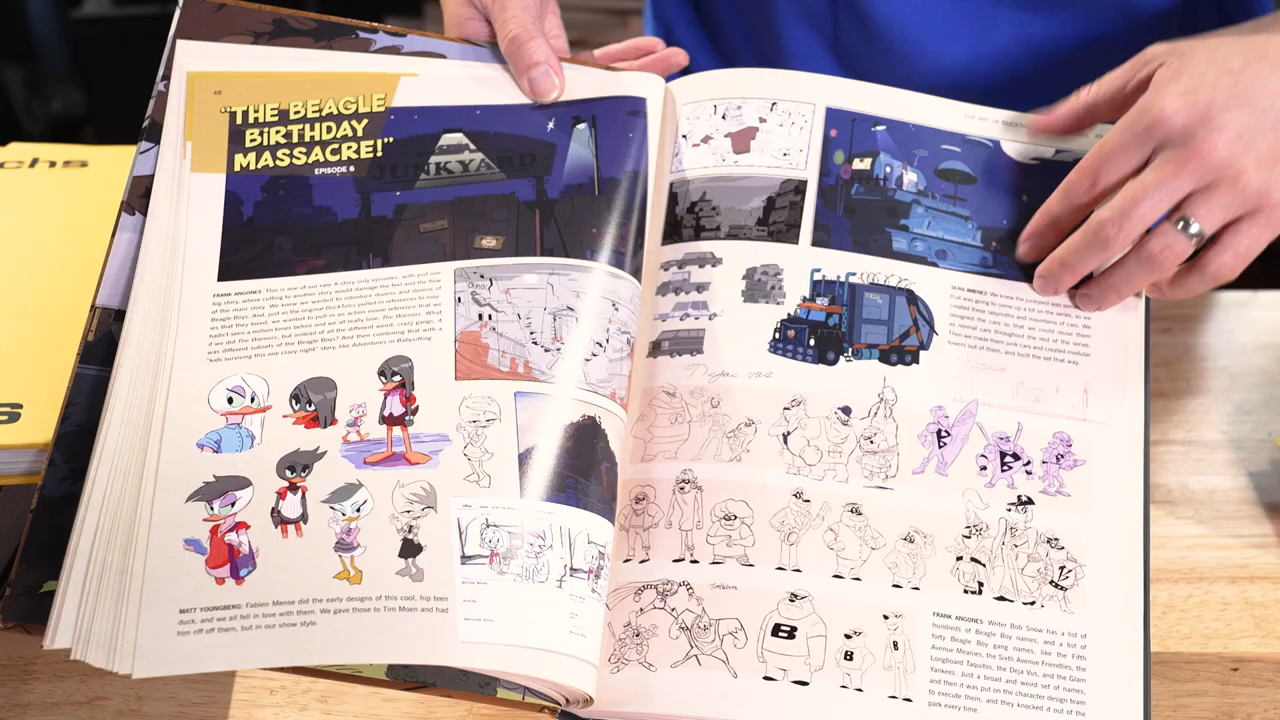 chs
s
48
"THE BEAGLE
BIRTHDAY
MASSACRE!"
EPISODE 6
JUNKYARD
FRANK ANGONES: This is one of our rare A story only episodes, with just one
big story, where cutting to another story would damage the feel and the flow
of the main story. We knew we wanted to introduce dozens and dozens of
Beagle Boys. And, just as the original DuckTales pulled in references to movi-
ies that they loved, we wanted to pull in an action movie reference that we
hadn't seen a million times before and we all really love: The Warriors. What
if we did The Warriors, but instead of all the different weird, crazy gangs, it
was different subsets of the Beagle Boys? And then combining that with a
"kids surviving this one crazy night" story, like Adventures in Babysitting.
and
MATT YOUNGBERG: Fabien Mense did the early designs of this cool, hip teen
duck, and we all fell in love with them. We gave those to Tim Moen and had
him riff off them, but in our show style.
THE ART OF DUCKT
SEAN JIMENEZ: We knew the junkyard was
that was going to come up a lot on the series, so we
created these labyrinths and mountains of cars. We
designed the cars so that we could reuse them
as normal cars throughout the rest of the series.
Then we made them junk cars and created modular
towers out of them, and built the set that way.
Dejas vus
B
B
B
Tumblebums
B
B
B
FRANK ANGONES: Writer Bob Snow has a list of
hundreds of Beagle Boy names, and a list of
forty Beagle Boy gang names, like the Fifth
Avenue Meanies, the Sixth Avenue Friendlies, the
Longboard Taquitos, the Deja Vus, and the Glam
Yankees. Just a broad and weird set of names,
and then it was put on the character design team
to execute them, and they knocked it out of the
park every time.